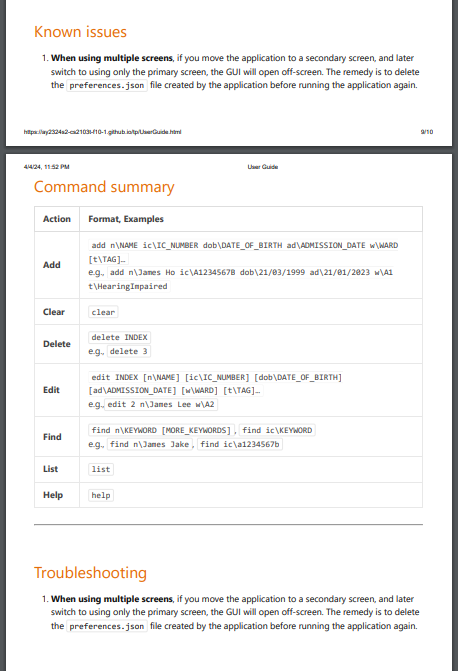 Known issues
1. When using multiple screens, if you move the application to a secondary screen, and later
switch to using only the primary screen, the GUI will open off-screen. The remedy is to delete
the preferences.json file created by the application before running the application again.
https://ay2324s2-cs2103t-f10-1.github.io/tp/UserGuide.html 9/10
4/4/24, 11:52 PM User Guide
Command summary
Action Format, Examples
Add
add n\NAME ic\IC_NUMBER dob\DATE_OF_BIRTH ad\ADMISSION_DATE w\WARD
[t\TAG]…
e.g., add n\James Ho ic\A1234567B dob\21/03/1999 ad\21/01/2023 w\A1
t\HearingImpaired
Clear clear
Delete
delete INDEX
e.g., delete 3
Edit
edit INDEX [n\NAME] [ic\IC_NUMBER] [dob\DATE_OF_BIRTH]
[ad\ADMISSION_DATE] [w\WARD] [t\TAG]…
e.g., edit 2 n\James Lee w\A2
Find
find n\KEYWORD [MORE_KEYWORDS] , find ic\KEYWORD
e.g., find n\James Jake , find ic\a1234567b
List list
Help help
Troubleshooting
1. When using multiple screens, if you move the application to a secondary screen, and later
switch to using only the primary screen, the GUI will open off-screen. The remedy is to delete
the preferences.json file created by the application before running the application again.